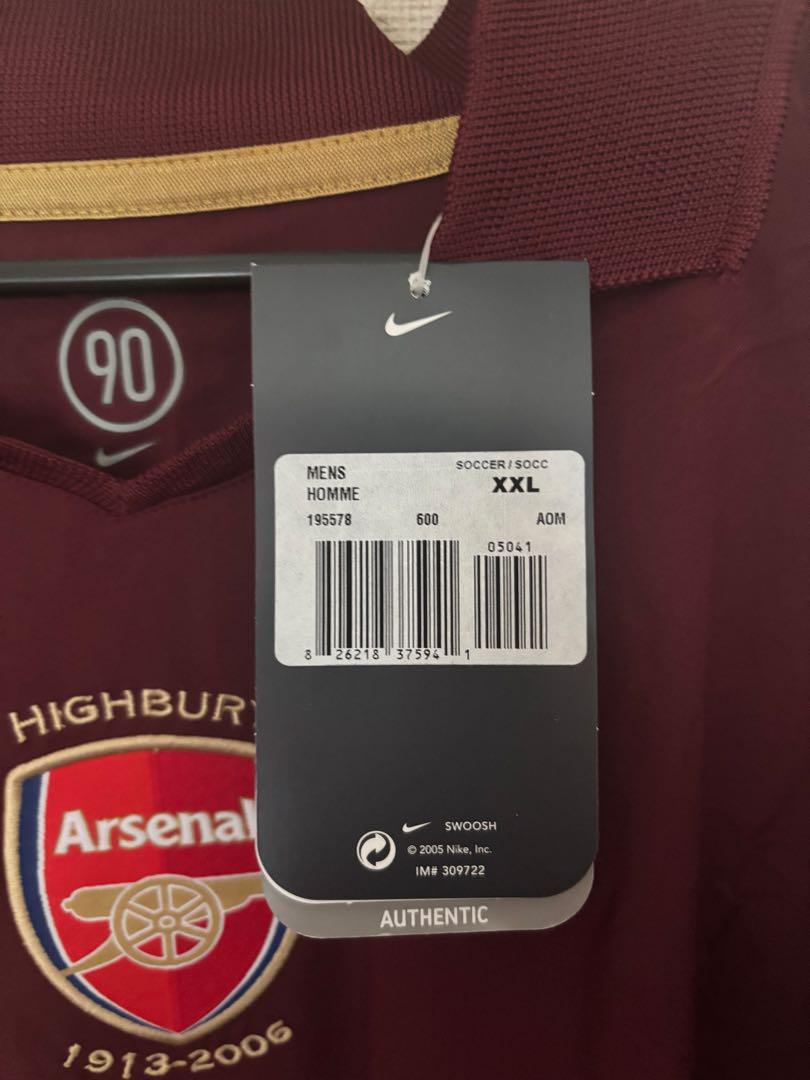 90
MENS
SOCCER / SOCC
HOMME
XXL
195578 600 AOM
05041
8 26218 37594 1
HIGHBURY
Arsenal
1913-2006
SWOOSH
© 2005 Nike, Inc.
IM# 309722
AUTHENTIC